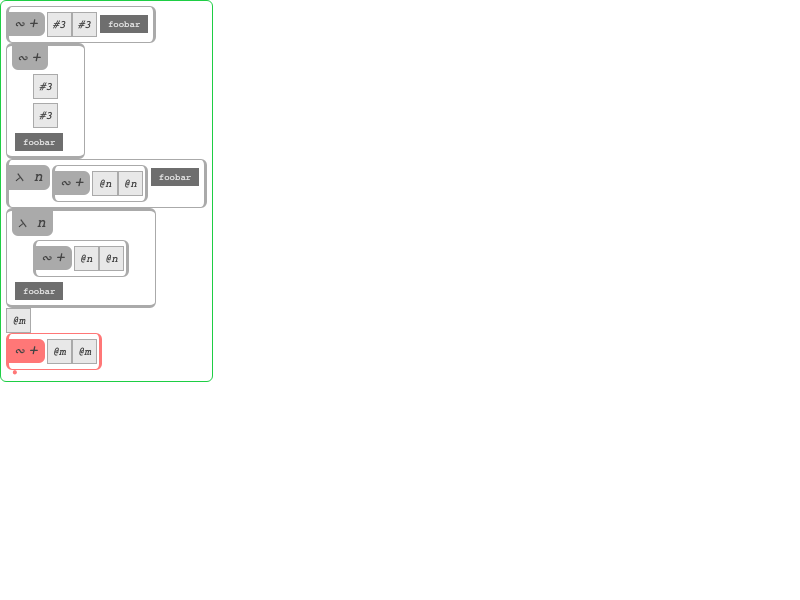 ∾ + #3 #3 foobar
∾ +
#3
#3
foobar
λ n ∾ + @n @n foobar
λ n
∾ + @n @n
foobar
@m
∾ + @m @m